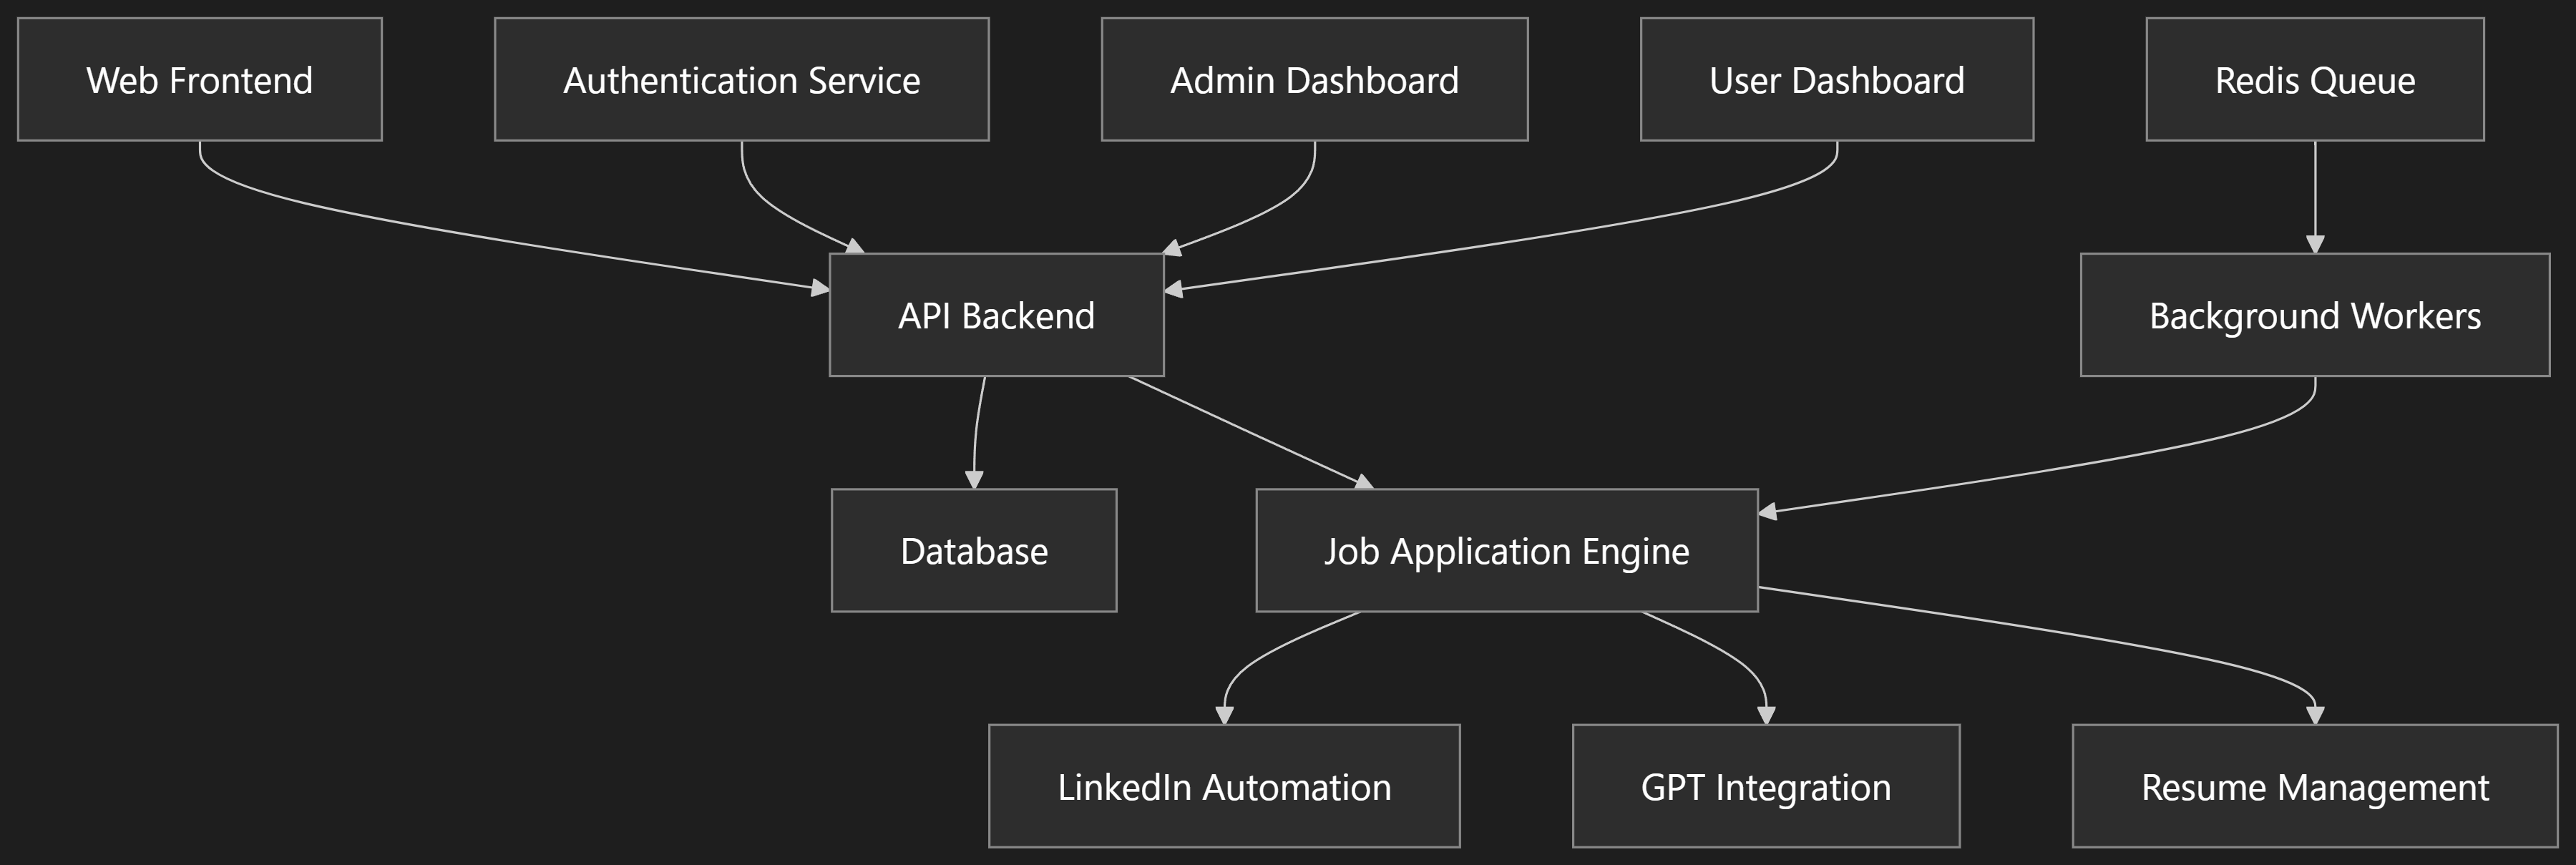 Web Frontend
Authentication Service
Admin Dashboard
User Dashboard
Redis Queue
API Backend
Background Workers
Database
Job Application Engine
LinkedIn Automation
GPT Integration
Resume Management